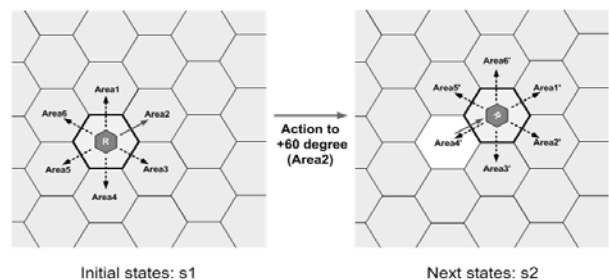 Area1
Area6
Area2
R
Area5
Area3
Area4
Initial states: s1
Action to
+60 degree
(Area2)
Area6'
Area5'
Area1'
R
Area4'
Area2'
Area3'
Next states: s2